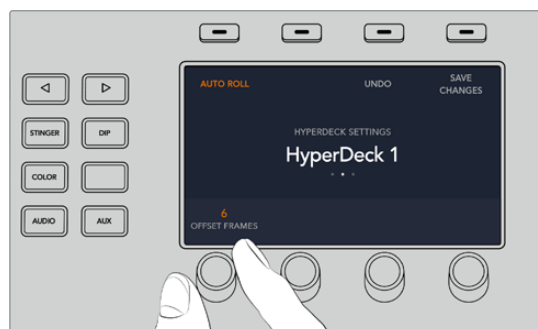 AUTO ROLL
UNDO
SAVE
CHANGES
HYPERDECK SETTINGS
HyperDeck 1
6
OFFSET FRAMES
STINGER
DIP
COLOR
AUDIO
AUX